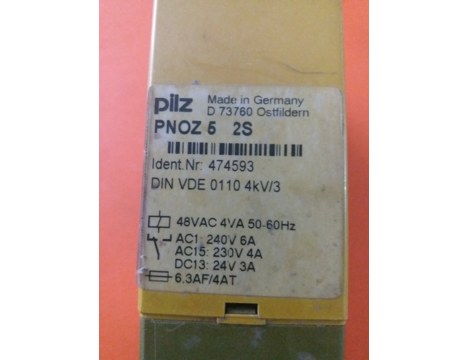 pilz Made in Germany
D 73760 Ostfildern
PNOZ 5 2S
Ident.Nr: 474593
DIN VDE 0110 4kV/3
48VAC 4VA 50-60Hz
AC1: 240V 6A
AC15: 230V 4A
DC13: 24V 3A
6,3AF/4AT